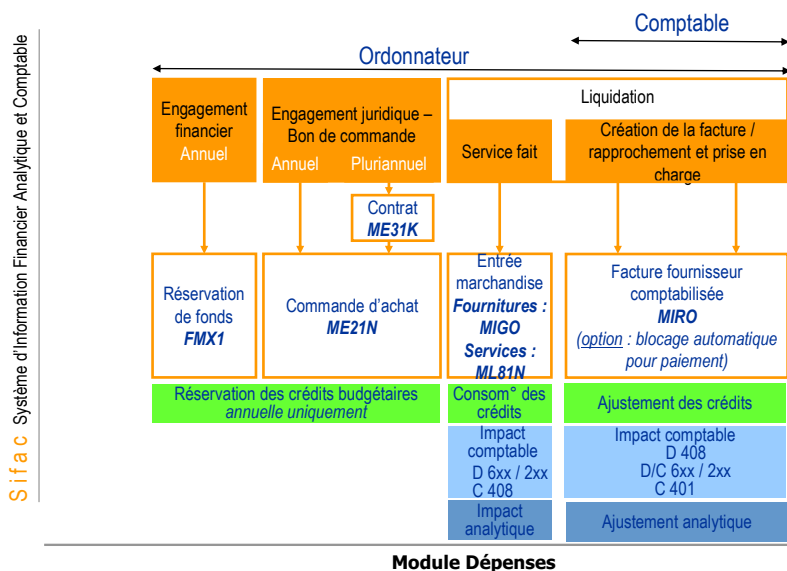 Comptable
Ordonnateur
Engagement
financier
Annuel
Engagement juridique –
Bon de commande
Annuel
Pluriannuel
Liquidation
Service fait
Création de la facture /
rapprochement et prise en
charge
Contrat
ME31K
Réservation
de fonds
FMX1
Commande d'achat
ME21N
Entrée
marchandise
Fournitures :
MIGO
Services :
ML81N
Facture fournisseur
comptabilisée
MIRO
(option : blocage automatique
pour paiement)
Réservation des crédits budgétaires
annuelle uniquement
Consom° des
crédits
Ajustement des crédits
Impact
comptable
D 6xx / 2xx
C 408
Impact comptable
D 408
D/C 6xx / 2xx
C 401
Impact
analytique
Ajustement analytique
Sifac Système d'Information Financier Analytique et Comptable
Module Dépenses